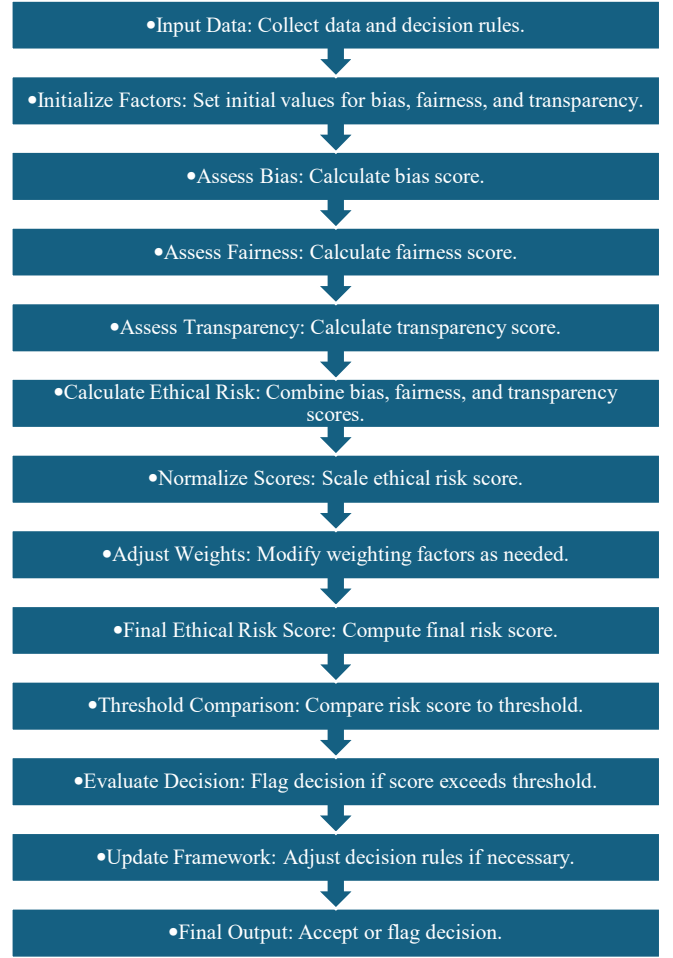 •Input Data: Collect data and decision rules.
•Initialize Factors: Set initial values for bias, fairness, and transparency.
•Assess Bias: Calculate bias score.
•Assess Fairness: Calculate fairness score.
•Assess Transparency: Calculate transparency score.
•Calculate Ethical Risk: Combine bias, fairness, and transparency
scores.
•Normalize Scores: Scale ethical risk score.
•Adjust Weights: Modify weighting factors as needed.
•Final Ethical Risk Score: Compute final risk score.
•Threshold Comparison: Compare risk score to threshold.
•Evaluate Decision: Flag decision if score exceeds threshold.
•Update Framework: Adjust decision rules if necessary.
•Final Output: Accept or flag decision.